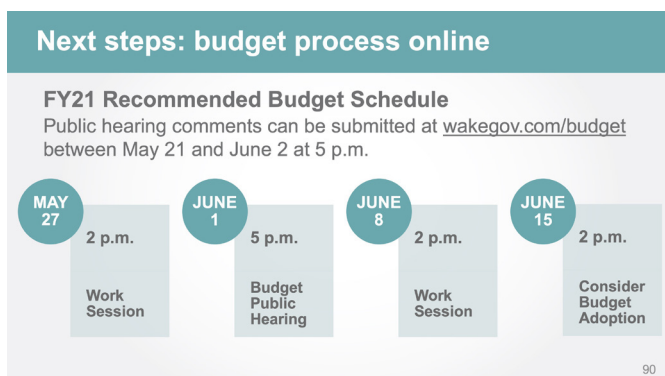 Next steps: budget process online
FY21 Recommended Budget Schedule
Public hearing comments can be submitted at wakegov.com/budget
between May 21 and June 2 at 5 p.m.
MAY
27
2 p.m.
Work
Session
JUNE
1
5 p.m.
Budget
Public
Hearing
JUNE
8
2 p.m.
Work
Session
JUNE
15
2 p.m.
Consider
Budget
Adoption
90